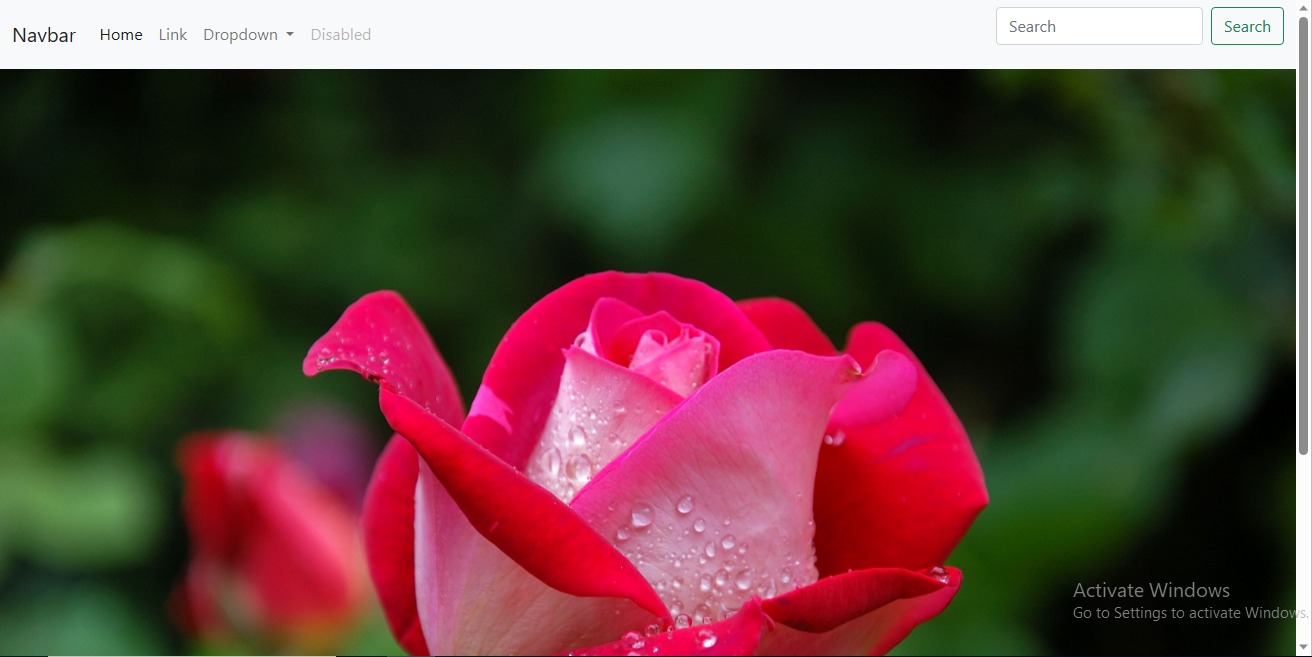 Navbar Home Link Dropdown Disabled Search Search
Activate Windows
Go to Settings to activate Windows.